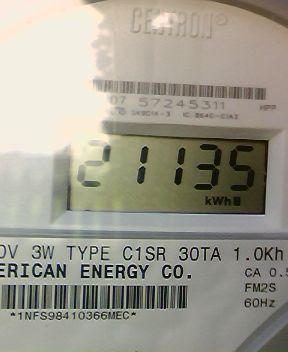 CENTRON®
07 57245311 HPP
21135
kWh
0V 3W TYPE C1SR 30TA 1.0Kh
ERICAN ENERGY CO. CA 0.5
FM2S
*1NFS98410366MEC* 60Hz